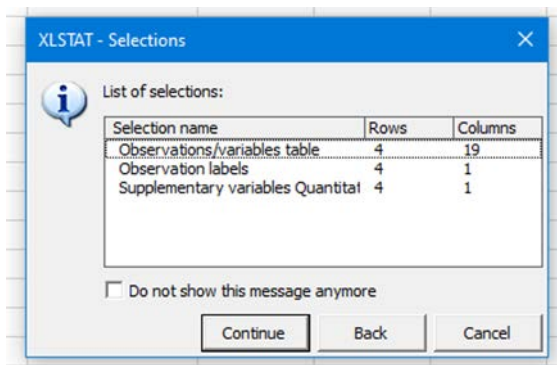 XLSTAT - Selections
List of selections:
Selection name Rows Columns
Observations/variables table 4 19
Observation labels 4 1
Supplementary variables Quantitat 4 1
Do not show this message anymore
Continue Back Cancel